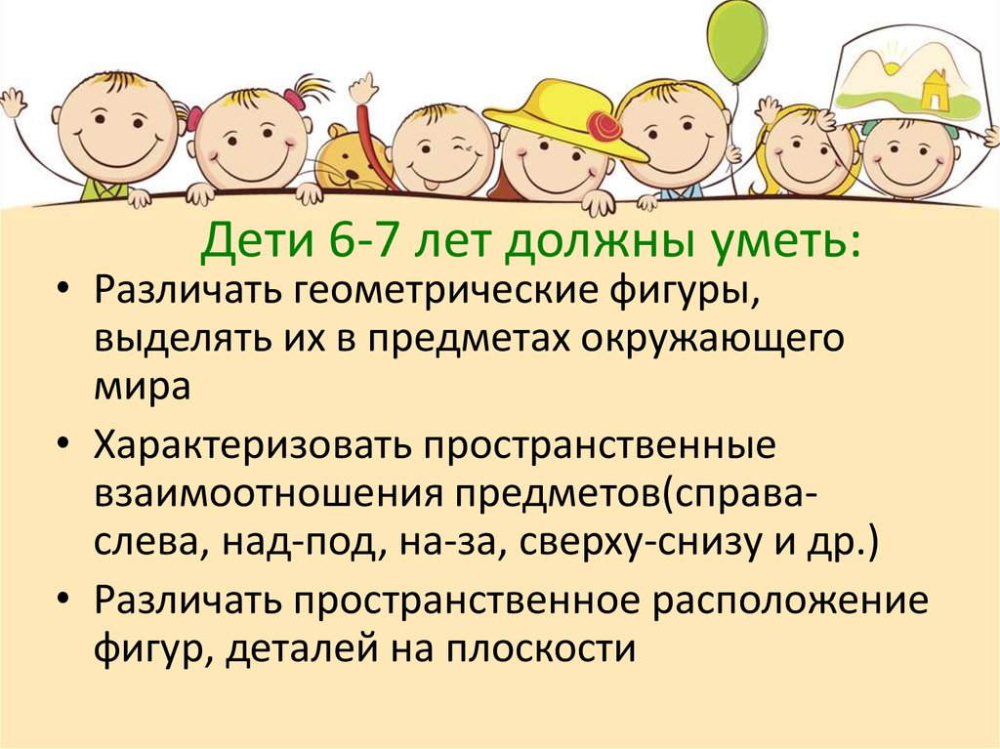 Дети 6-7 лет должны уметь:
• Различать геометрические фигуры,
выделять их в предметах окружающего
мира
• Характеризовать пространственные
взаимоотношения предметов(справа-
слева, над-под, на-за, сверху-снизу и др.)
• Различать пространственное расположение
фигур, деталей на плоскости